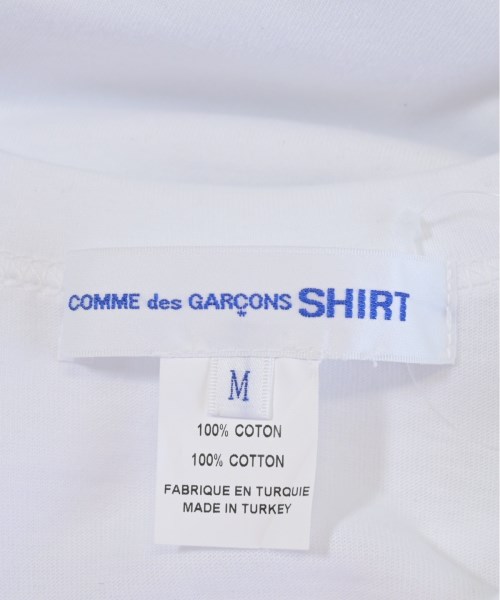 COMME des GARÇONS SHIRT
M
100% COTON
100% COTTON
FABRIQUE EN TURQUIE
MADE IN TURKEY